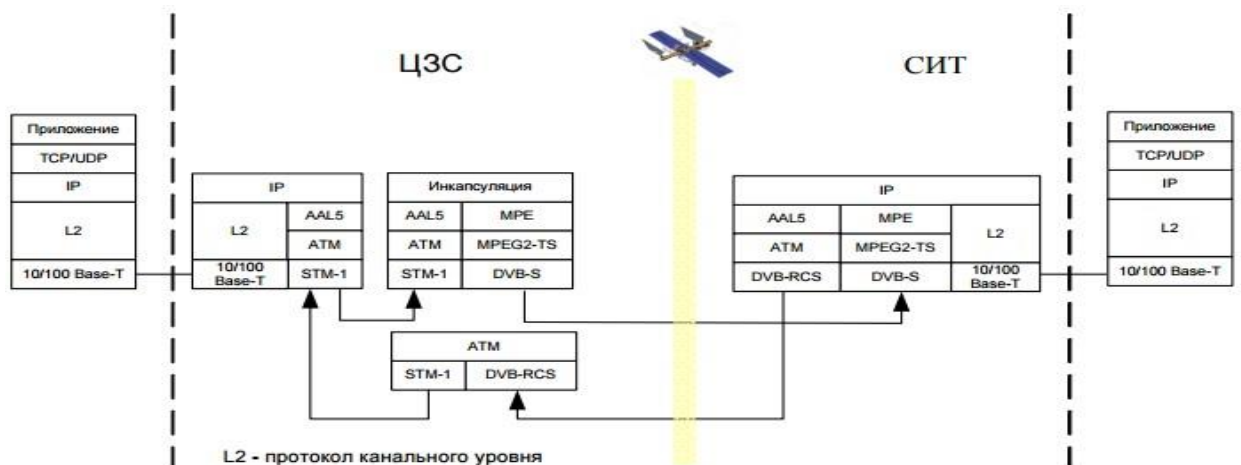 ЦЗС
СИТ
Приложение
TCP/UDP
IP
L2
10/100 Base-T
IP
L2
AAL5
ATM
10/100
Base-T
STM-1
Инкапсуляция
AAL5
MPE
ATM
MPEG2-TS
STM-1
DVB-S
ATM
STM-1
DVB-RCS
IP
AAL5
MPE
L2
ATM
MPEG2-TS
DVB-RCS
DVB-S
10/100
Base-T
Приложение
TCP/UDP
IP
L2
10/100 Base-T
L2 - протокол канального уровня